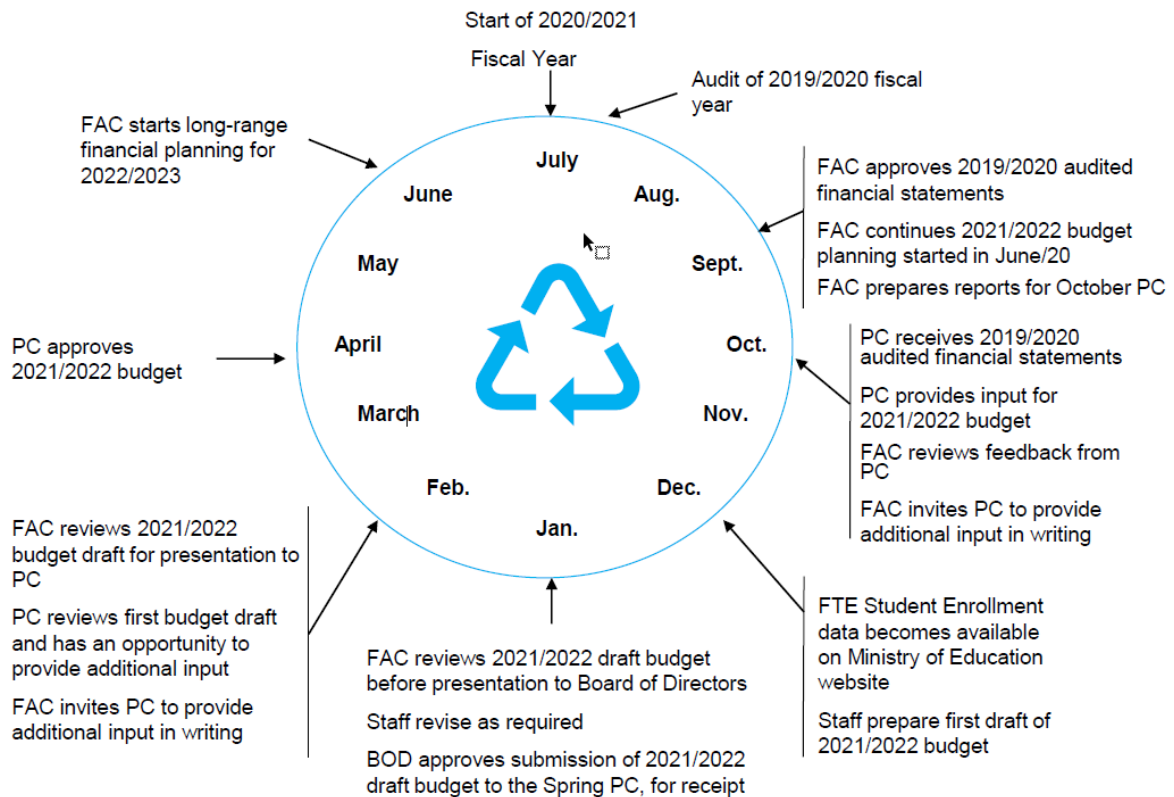 Start of 2020/2021
Fiscal Year
Audit of 2019/2020 fiscal
year
FAC starts long-range
financial planning for
2022/2023
July
June
Aug.
FAC approves 2019/2020 audited
financial statements
FAC continues 2021/2022 budget
planning started in June/20
FAC prepares reports for October PC
May
Sept.
PC approves
2021/2022 budget
April
Oct.
PC receives 2019/2020
audited financial statements
PC provides input for
2021/2022 budget
FAC reviews feedback from
PC
FAC invites PC to provide
additional input in writing
March
Nov.
Feb.
Dec.
Jan.
FAC reviews 2021/2022
budget draft for presentation to
PC
PC reviews first budget draft
and has an opportunity to
provide additional input
FAC invites PC to provide
additional input in writing
FAC reviews 2021/2022 draft budget
before presentation to Board of Directors
Staff revise as required
BOD approves submission of 2021/2022
draft budget to the Spring PC, for receipt
FTE Student Enrollment
data becomes available
on Ministry of Education
website
Staff prepare first draft of
2021/2022 budget